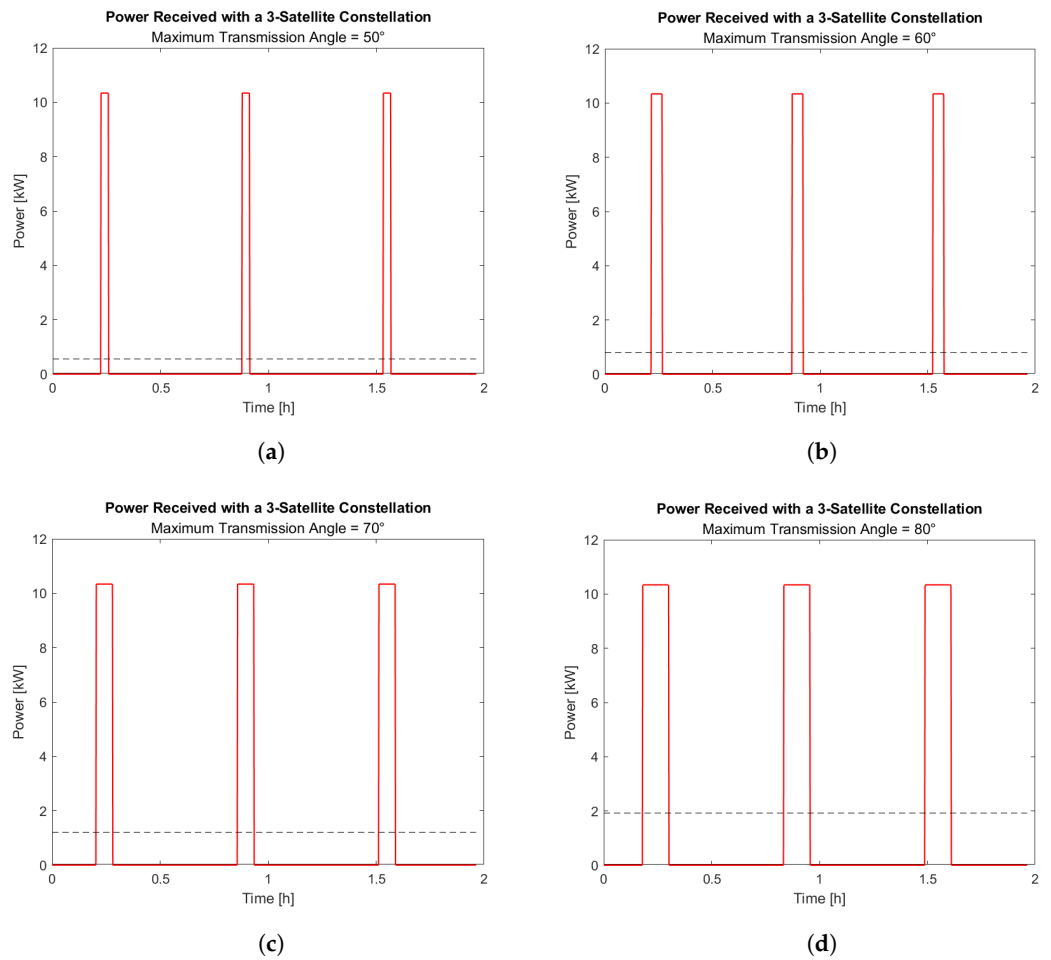 Power Received with a 3-Satellite Constellation
Maximum Transmission Angle = 50°
12
10
8
6
4
2
0
Power [kW]
0 0.5 1 1.5 2
Time [h]
(a)
Power Received with a 3-Satellite Constellation
Maximum Transmission Angle = 60°
12
10
8
6
4
2
0
Power [kW]
0 0.5 1 1.5 2
Time [h]
(b)
Power Received with a 3-Satellite Constellation
Maximum Transmission Angle = 70°
12
10
8
6
4
2
0
Power [kW]
0 0.5 1 1.5 2
Time [h]
(c)
Power Received with a 3-Satellite Constellation
Maximum Transmission Angle = 80°
12
10
8
6
4
2
0
Power [kW]
0 0.5 1 1.5 2
Time [h]
(d)